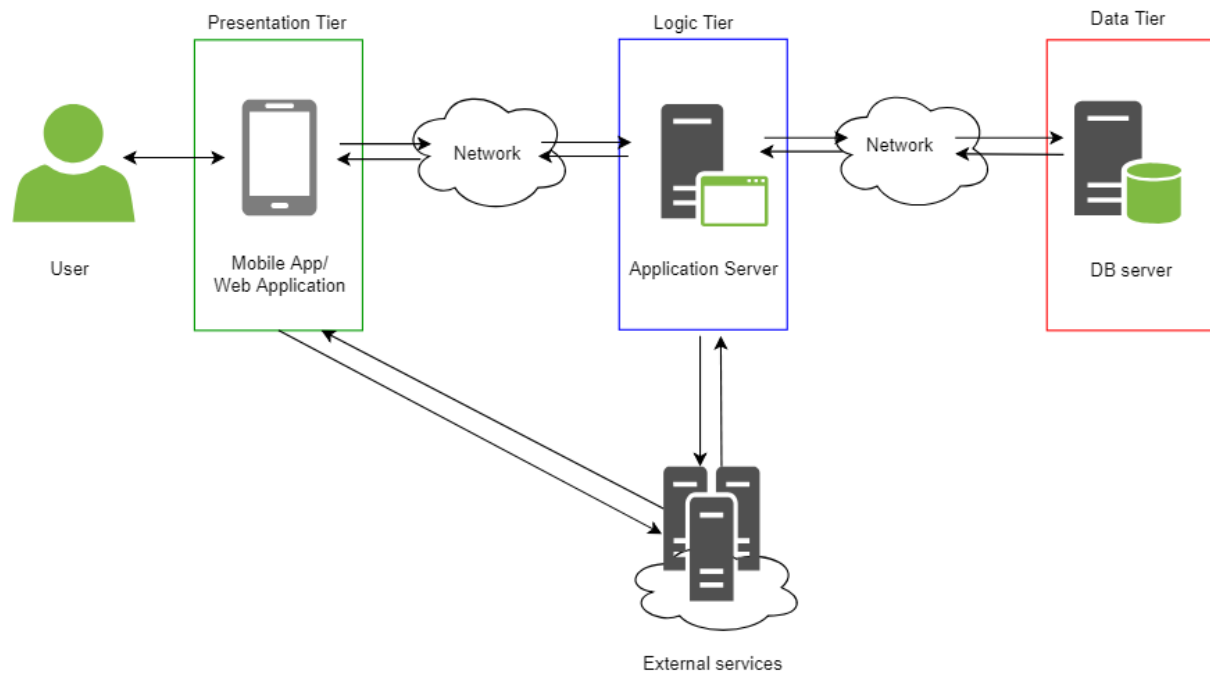 Presentation Tier
Logic Tier
Data Tier
Network
Network
User
Mobile App/
Web Application
Application Server
DB server
External services